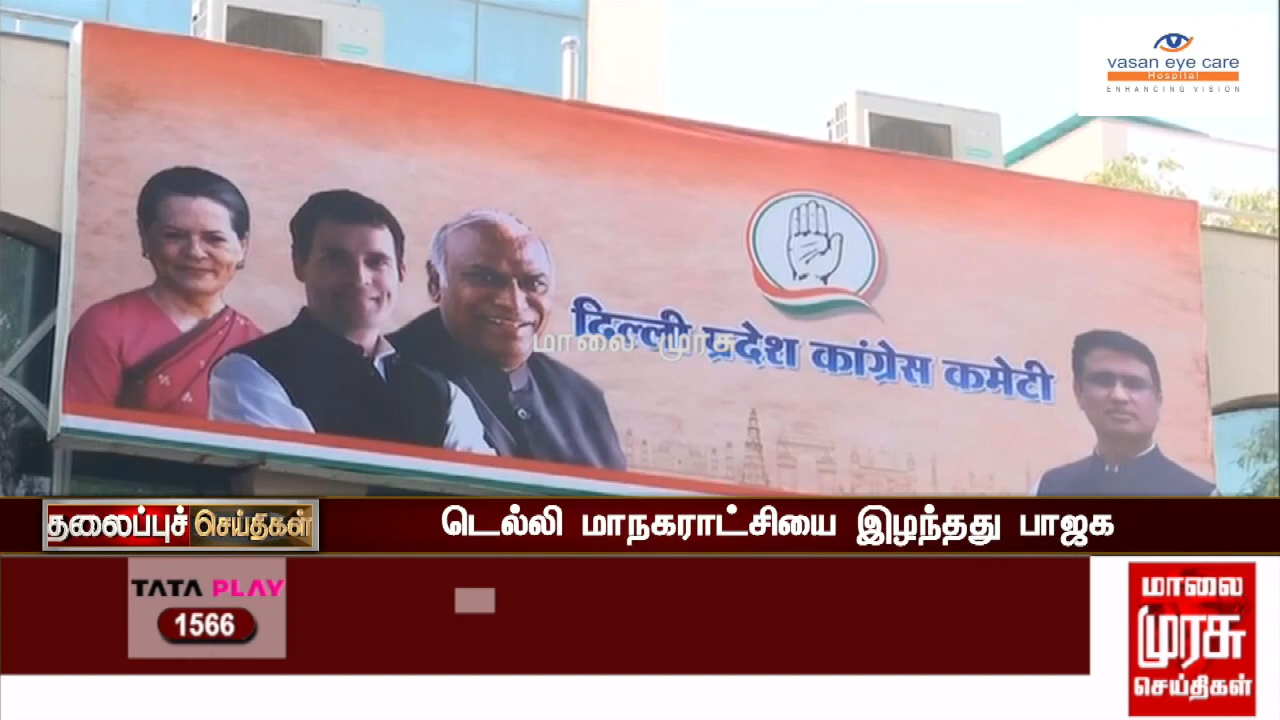 vasan eye care
Hospital
ENHANCING VISION
दिल्ली प्रदेश कांग्रेस कमेटी
மாலை முரசு
தலைப்புச் செய்திகள்
டெல்லி மாநகராட்சியை இழந்தது பாஜக
TATA PLAY
1566
மாலை
முரசு
செய்திகள்